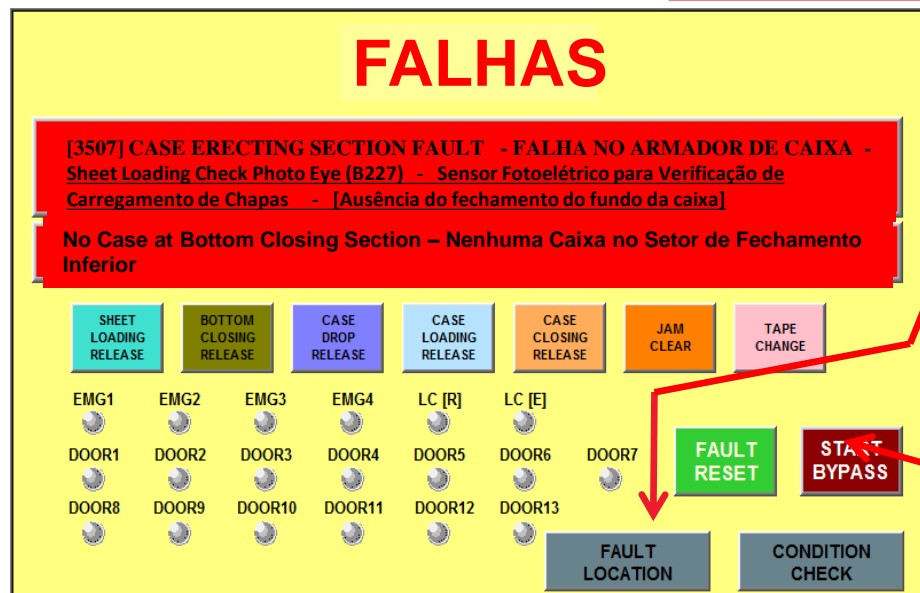 FALHAS
[3507] CASE ERECTING SECTION FAULT - FALHA NO ARMADOR DE CAIXA -
Sheet Loading Check Photo Eye (B227) - Sensor Fotoelétrico para Verificação de
Carregamento de Chapas - [Ausência do fechamento do fundo da caixa]
No Case at Bottom Closing Section – Nenhuma Caixa no Setor de Fechamento
Inferior
SHEET
LOADING
RELEASE
BOTTOM
CLOSING
RELEASE
CASE
DROP
RELEASE
CASE
LOADING
RELEASE
CASE
CLOSING
RELEASE
JAM
CLEAR
TAPE
CHANGE
EMG1 EMG2 EMG3 EMG4 LC [R] LC [E]
DOOR1 DOOR2 DOOR3 DOOR4 DOOR5 DOOR6 DOOR7
FAULT
RESET
START
BYPASS
DOOR8 DOOR9 DOOR10 DOOR11 DOOR12 DOOR13
FAULT
LOCATION
CONDITION
CHECK